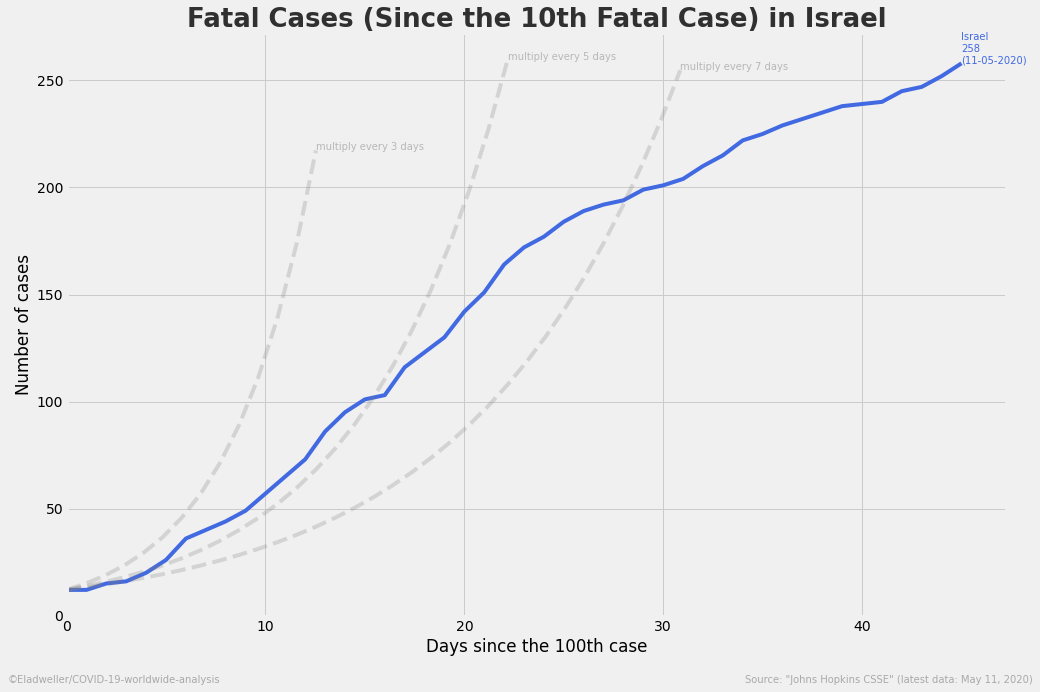 Fatal Cases (Since the 10th Fatal Case) in Israel
Israel
258
(11-05-2020)
multiply every 5 days
multiply every 7 days
multiply every 3 days
Number of cases
250
200
150
100
50
0
0 10 20 30 40
Days since the 100th case
©Eladweller/COVID-19-worldwide-analysis
Source: "Johns Hopkins CSSE" (latest data: May 11, 2020)